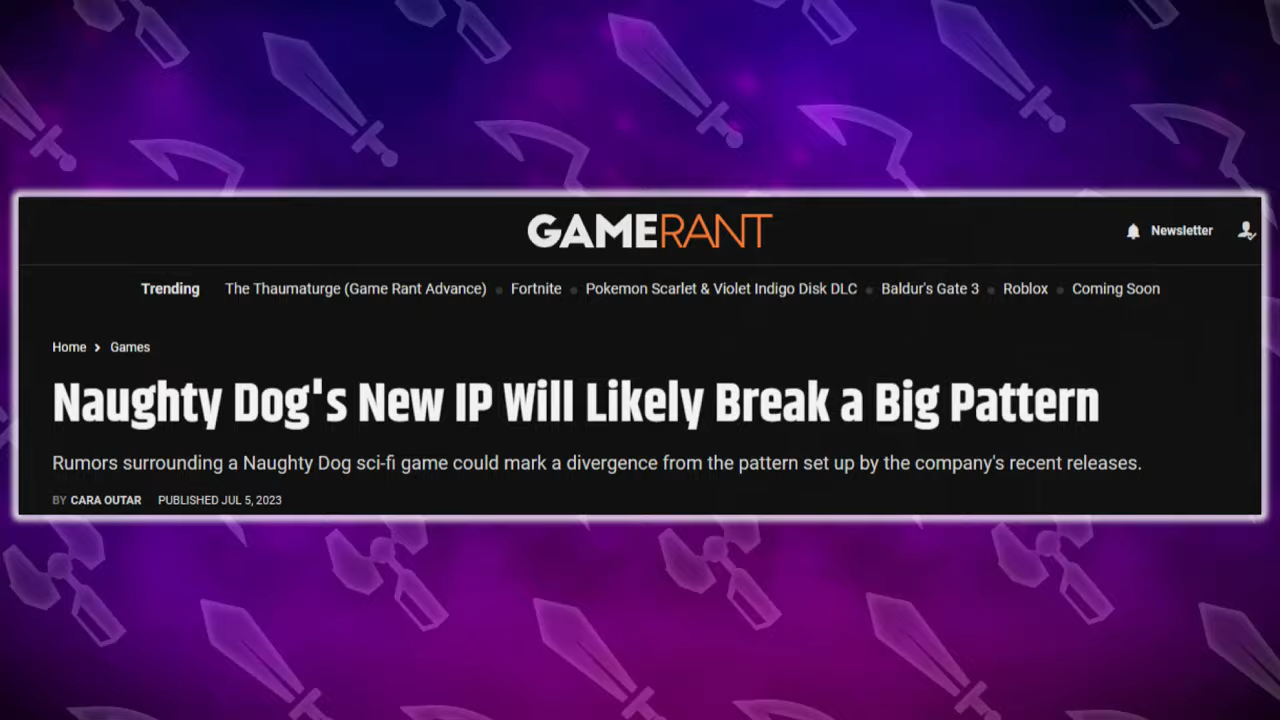 GAMERANT
Newsletter
Trending The Thaumaturge (Game Rant Advance) Fortnite Pokemon Scarlet & Violet Indigo Disk DLC Baldur's Gate 3 Roblox Coming Soon
Home > Games
Naughty Dog's New IP Will Likely Break a Big Pattern
Rumors surrounding a Naughty Dog sci-fi game could mark a divergence from the pattern set up by the company's recent releases.
BY CARA OUTAR PUBLISHED JUL 5, 2023